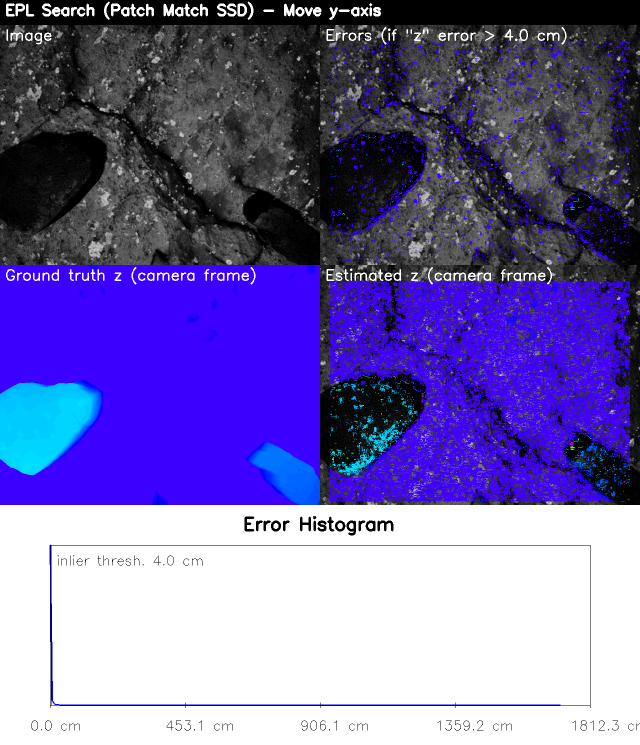 EPL Search (Patch Match SSD) - Move y-axis
Image
Errors (if "z" error > 4.0 cm)
Ground truth z (camera frame)
Estimated z (camera frame)
Error Histogram
inlier thresh. 4.0 cm
0.0 cm 453.1 cm 906.1 cm 1359.2 cm 1812.3 cm